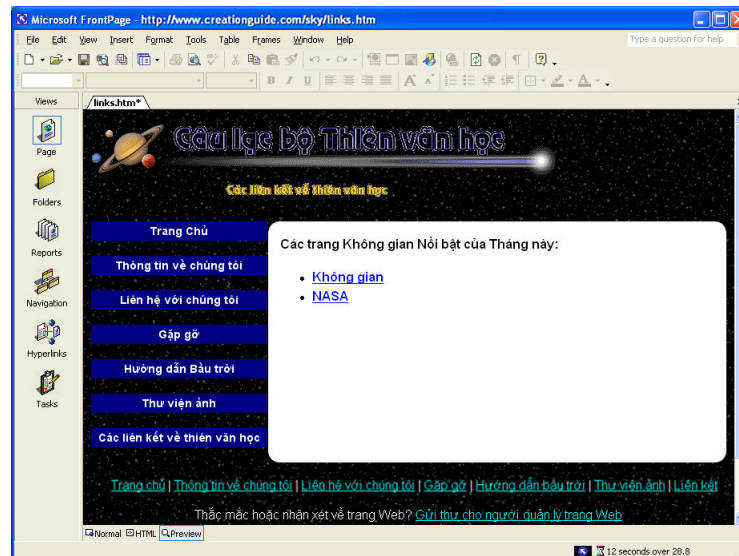 Microsoft FrontPage - http://www.creationguide.com/sky/links.htm
File Edit View Insert Format Tools Table Frames Window Help
Type a question for help
Views
links.htm*
Page
Folders
Reports
Navigation
Hyperlinks
Tasks
Câu lạc bộ Thiên văn học
Các liên kết về thiên văn học
Trang Chủ
Thông tin về chúng tôi
Liên hệ với chúng tôi
Gặp gỡ
Hướng dẫn Bầu trời
Thư viện ảnh
Các liên kết về thiên văn học
Các trang Không gian Nổi bật của Tháng này:
Không gian
NASA
Trang chủ | Thông tin về chúng tôi | Liên hệ với chúng tôi | Gặp gỡ | Hướng dẫn bầu trời | Thư viện ảnh | Liên kết
Thắc mắc hoặc nhận xét về trang Web? Gửi thư cho người quản lý trang Web
Normal HTML Preview
12 seconds over 28.8